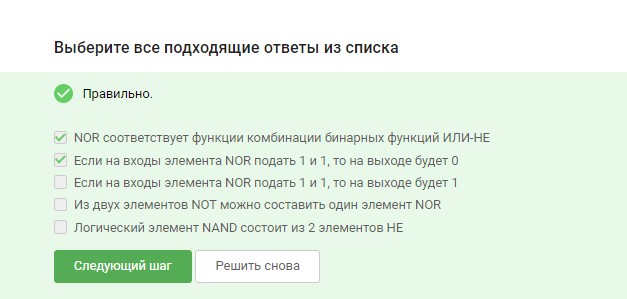 Выберите все подходящие ответы из списка
Правильно.
NOR соответствует функции комбинации бинарных функций ИЛИ-НЕ
Если на входы элемента NOR подать 1 и 1, то на выходе будет 0
Если на входы элемента NOR подать 1 и 1, то на выходе будет 1
Из двух элементов NOT можно составить один элемент NOR
Логический элемент NAND состоит из 2 элементов НЕ
Следующий шаг Решить снова